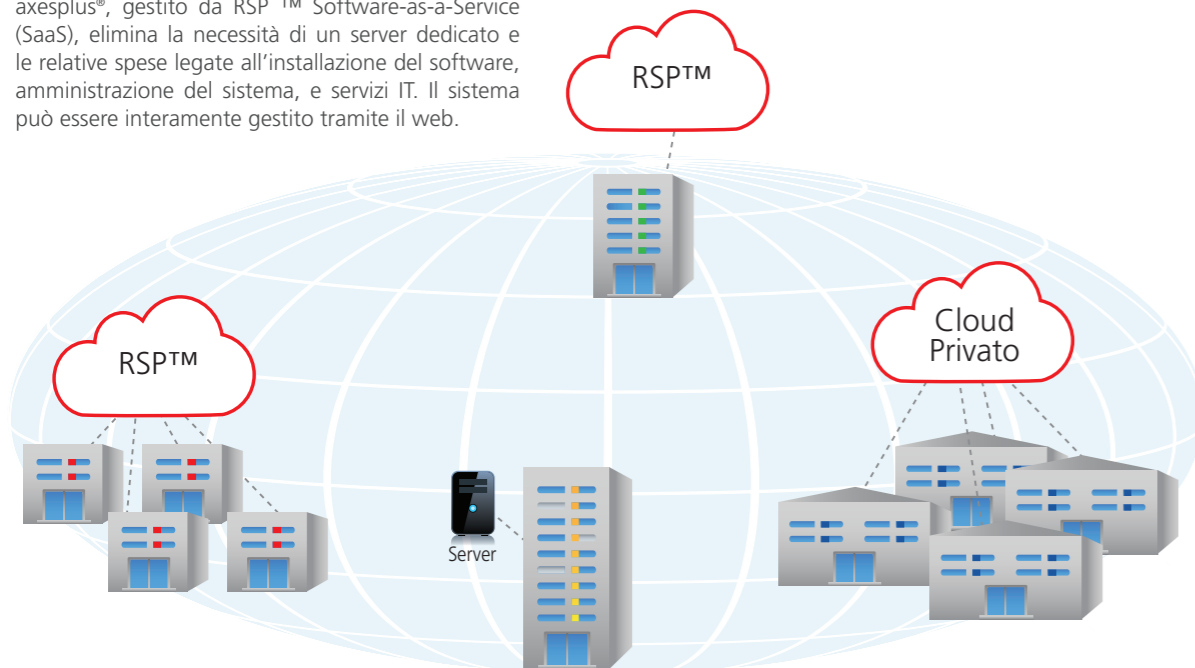 axesplus®, gestito da RSP ™ Software-as-a-Service
(SaaS), elimina la necessità di un server dedicato e
le relative spese legate all’installazione del software,
amministrazione del sistema, e servizi IT. Il sistema
può essere interamente gestito tramite il web.
RSP™
RSP™
Cloud
Privato
Server